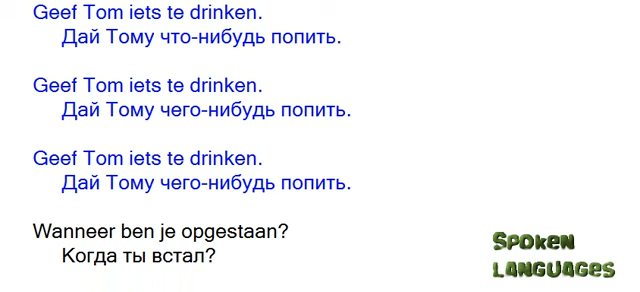 Geef Tom iets te drinken.
Дай Тому что-нибудь попить.
Geef Tom iets te drinken.
Дай Тому чего-нибудь попить.
Geef Tom iets te drinken.
Дай Тому чего-нибудь попить.
Wanneer ben je opgestaan?
Когда ты встал?
Spoken
Languages